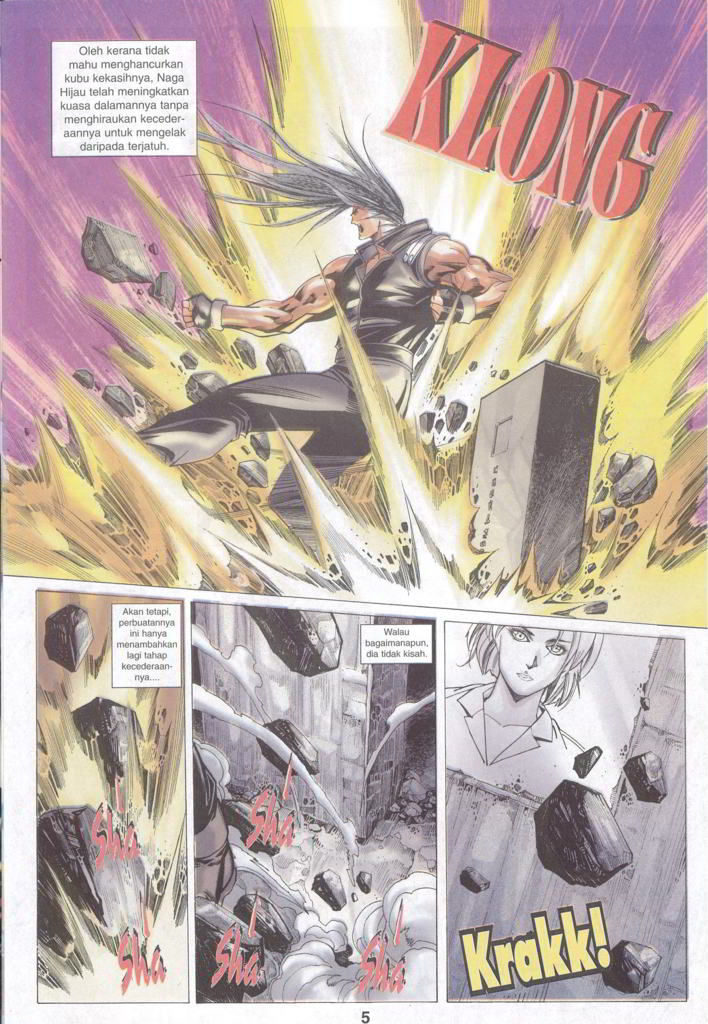 Oleh kerana tidak
mahu menghancurkan
kubu kekasihnya, Naga
Hijau telah meningkatkan
kuasa dalamannya tanpa
menghiraukan keceder-
aannya untuk mengelak
daripada terjatuh.
KLONG
Akan tetapi,
perbuatannya
ini hanya
menambahkan
lagi tahap
kecederaan-
nya....
Sha
Sha
Walau
bagaimanapun,
dia tidak kisah.
Sha
Sha
Sha
Krakk!
5